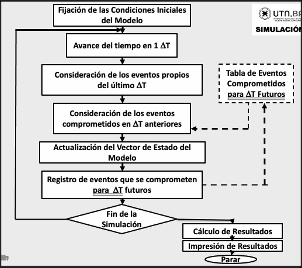 Fijación de las Condiciones Iniciales
del Modelo
UTN.BA
SIMULACIÓN
Avance del tiempo en 1 ΔT
Consideración de los eventos propios
del último ΔT
Tabla de Eventos
Comprometidos
para ΔT Futuros
Consideración de los eventos
comprometidos en ΔT anteriores
Actualización del Vector de Estado del
Modelo
Registro de eventos que se comprometen
para ΔT futuros
Fin de la
Simulación
Cálculo de Resultados
Impresión de Resultados
Parar